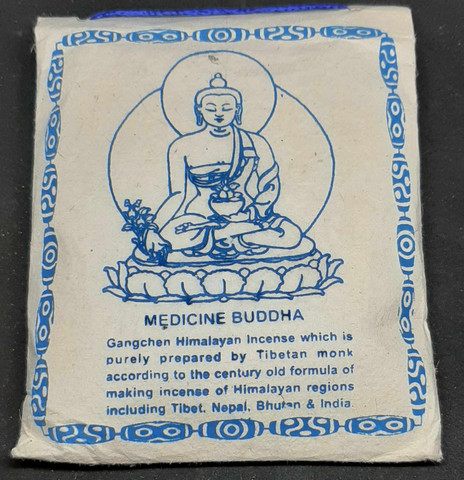 MEDICINE BUDDHA
Gangchen Himalayan Incense which is
purely prepared by Tibetan monk
according to the century old formula of
making incense of Himalayan regions
including Tibet, Nepal, Bhutan & India